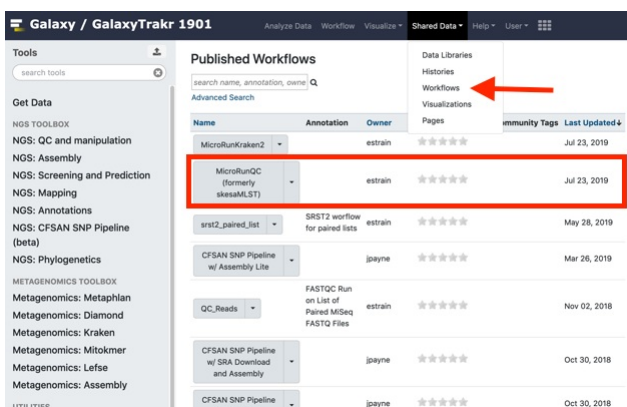 Galaxy / GalaxyTrakr 1901
Analyze Data Workflow Visualize Shared Data Help User
Tools
search tools
Get Data
NGS TOOLBOX
NGS: QC and manipulation
NGS: Assembly
NGS: Screening and Prediction
NGS: Mapping
NGS: Annotations
NGS: CFSAN SNP Pipeline
(beta)
NGS: Phylogenetics
METAGENOMICS TOOLBOX
Metagenomics: Metaphlan
Metagenomics: Diamond
Metagenomics: Kraken
Metagenomics: Mitokmer
Metagenomics: Lefse
Metagenomics: Assembly
UTILITIES
Published Workflows
search name, annotation, owne
Advanced Search
Data Libraries
Histories
Workflows
Visualizations
Pages
Name Annotation Owner mmunity Tags Last Updated↓
MicroRunKraken2 estrain Jul 23, 2019
MicroRunQC
(formerly
skesaMLST)
estrain Jul 23, 2019
srst2_paired_list
SRST2 worflow
for paired lists
estrain May 28, 2019
CFSAN SNP Pipeline
w/ Assembly Lite
jpayne Mar 26, 2019
QC_Reads
FASTQC Run
on List of
Paired MiSeq
FASTQ Files
estrain Nov 02, 2018
CFSAN SNP Pipeline
w/ SRA Download
and Assembly
jpayne Oct 30, 2018
CFSAN SNP Pipeline
jpayne Oct 30, 2018